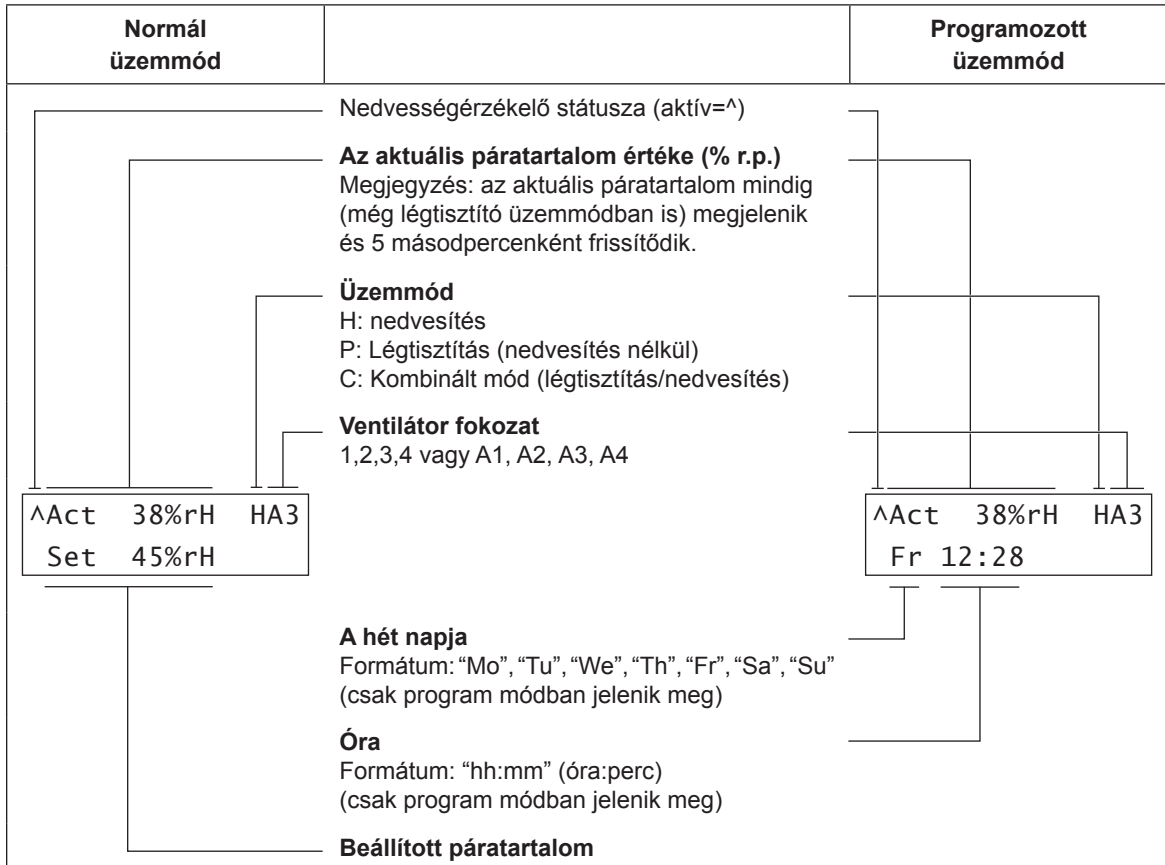 Normál
üzemmód
Programozott
üzemmód
Nedvességérzékelő státusza (aktív=^)
Az aktuális páratartalom értéke (% r.p.)
Megjegyzés: az aktuális páratartalom mindig
(még légtisztító üzemmódban is) megjelenik
és 5 másodpercenként frissítődik.
Üzemmód
H: nedvesítés
P: Légtisztítás (nedvesítés nélkül)
C: Kombinált mód (légtisztítás/nedvesítés)
Ventilátor fokozat
1,2,3,4 vagy A1, A2, A3, A4
^Act 38%rH HA3
Set 45%rH
^Act 38%rH HA3
Fr 12:28
A hét napja
Formátum: “Mo”, “Tu”, “We”, “Th”, “Fr”, “Sa”, “Su”
(csak program módban jelenik meg)
Óra
Formátum: “hh:mm” (óra:perc)
(csak program módban jelenik meg)
Beállított páratartalom